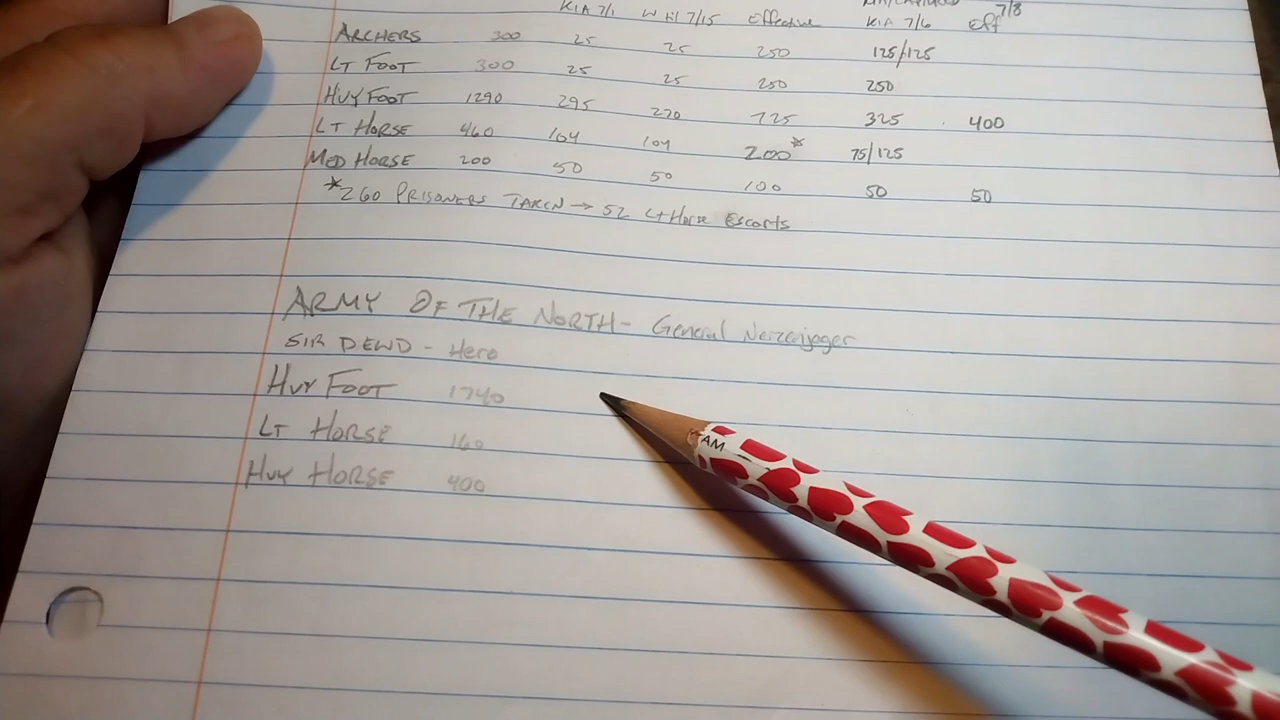 KIA 7/1 WIA 7/15 Effective KIA 7/6 Eff 7/8
ARCHERS 300 25 25 250 125/125
LT FOOT 300 25 25 250 250
HVY FOOT 1290 295 270 725 325 400
LT HORSE 460 104 104 200* 75/125
MED HORSE 200 50 50 100 50 50
*260 PRISONERS TAKEN → 52 Lt Horse Escorts
ARMY OF THE NORTH - General
SIR DEWD - Hero
HVY FOOT 1740
LT HORSE 160
HVY HORSE 400
AM